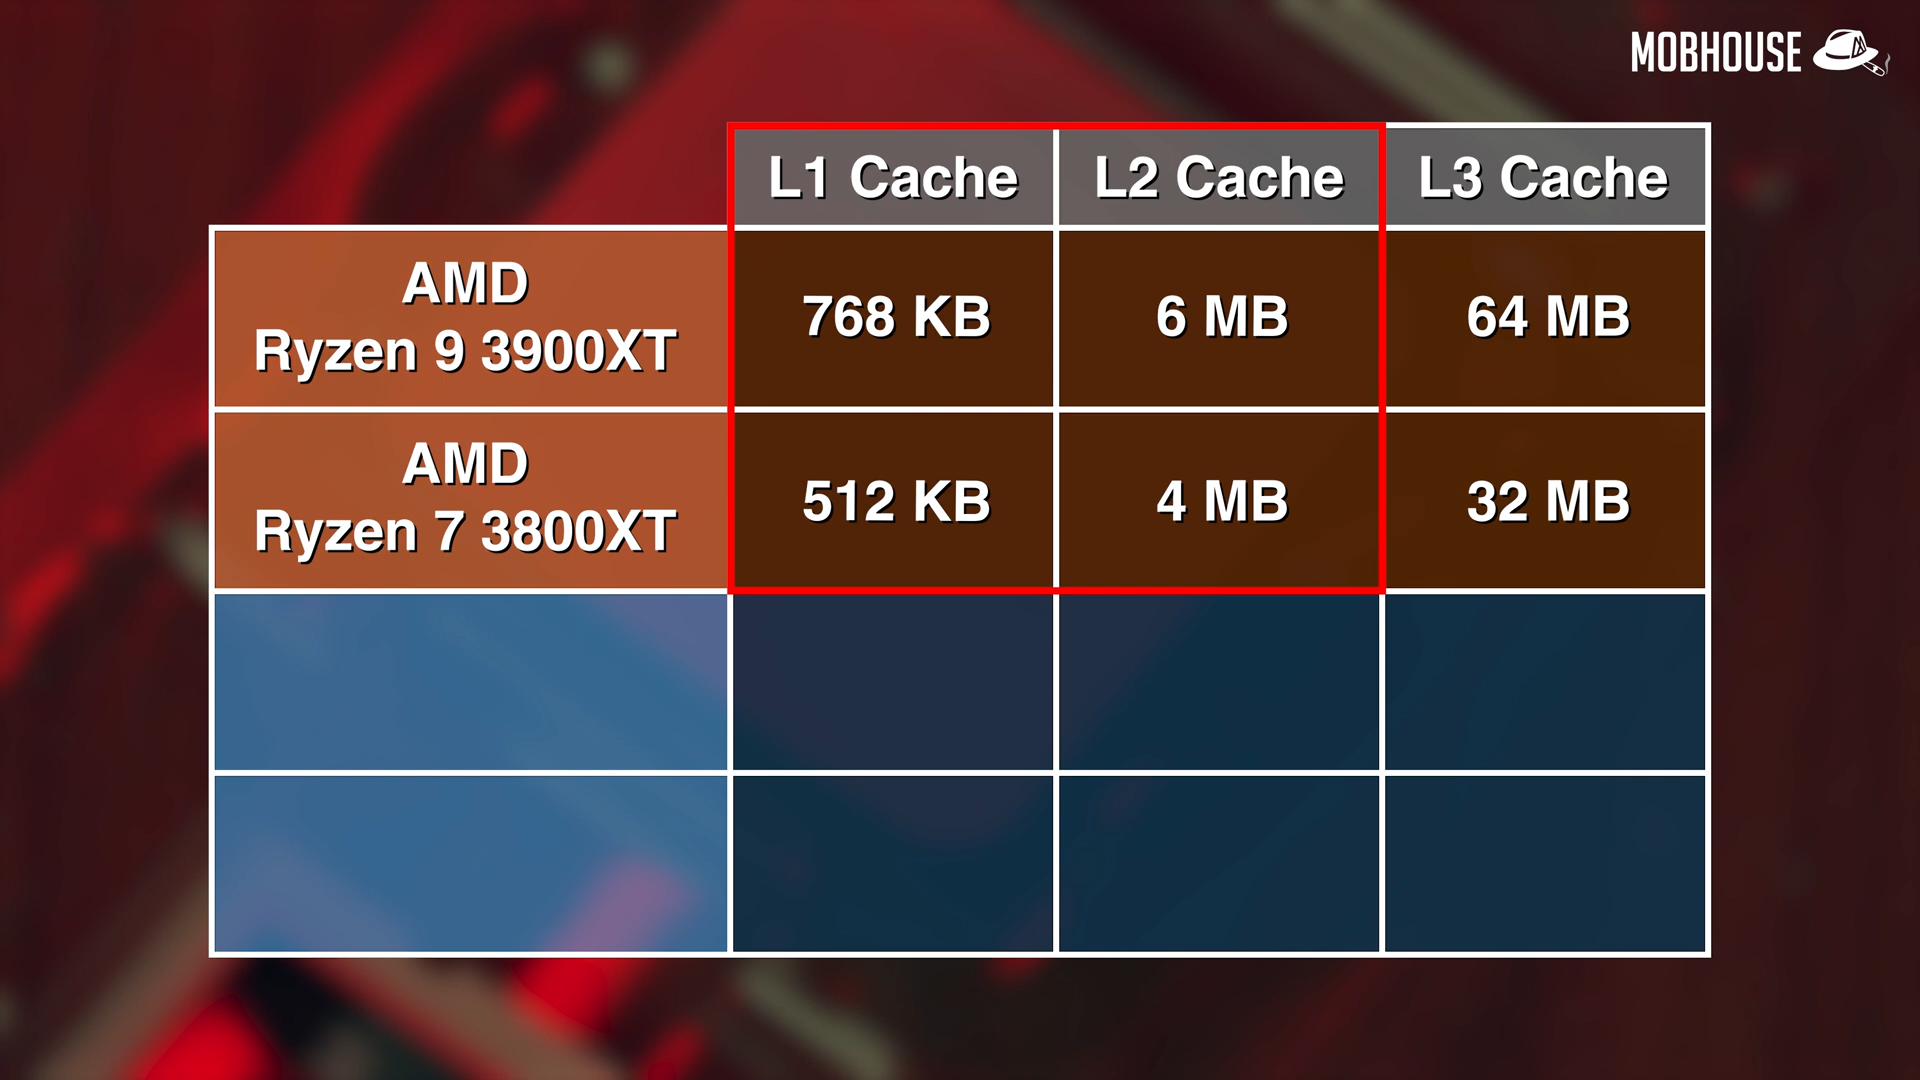 MOBHOUSE
L1 Cache L2 Cache L3 Cache
AMD
Ryzen 9 3900XT
768 KB 6 MB 64 MB
AMD
Ryzen 7 3800XT
512 KB 4 MB 32 MB